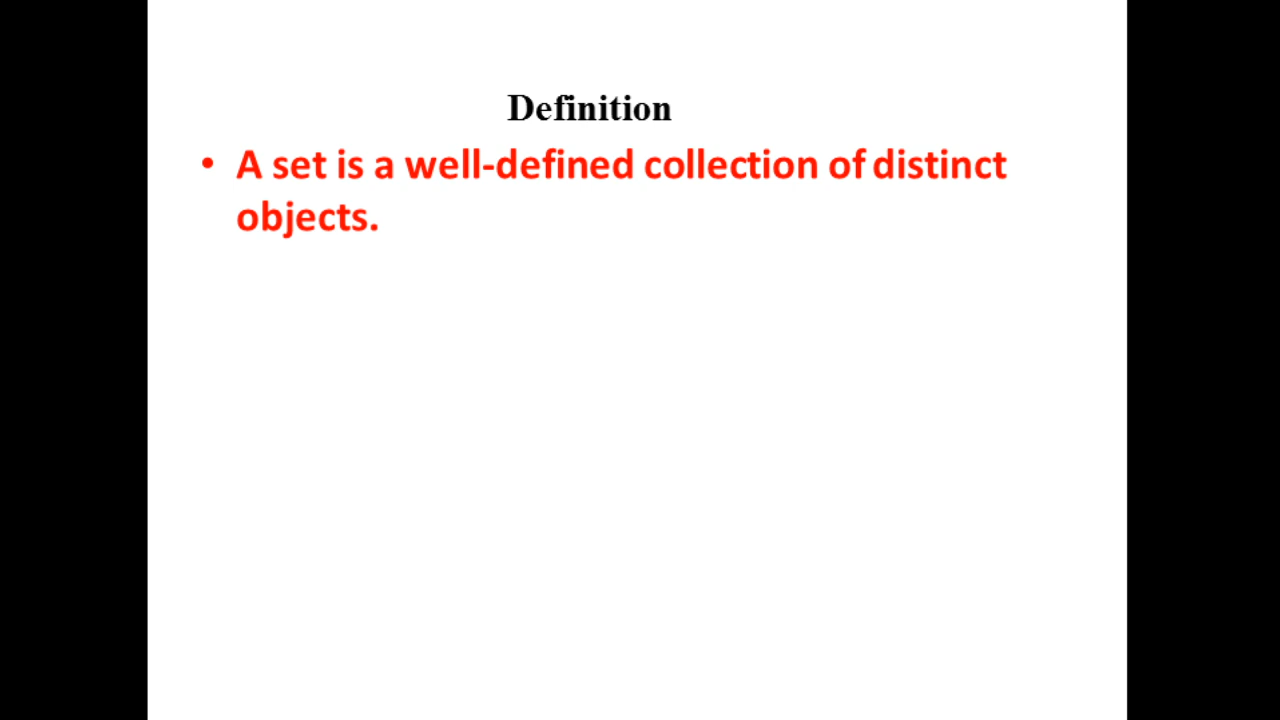 Definition
• A set is a well-defined collection of distinct
objects.